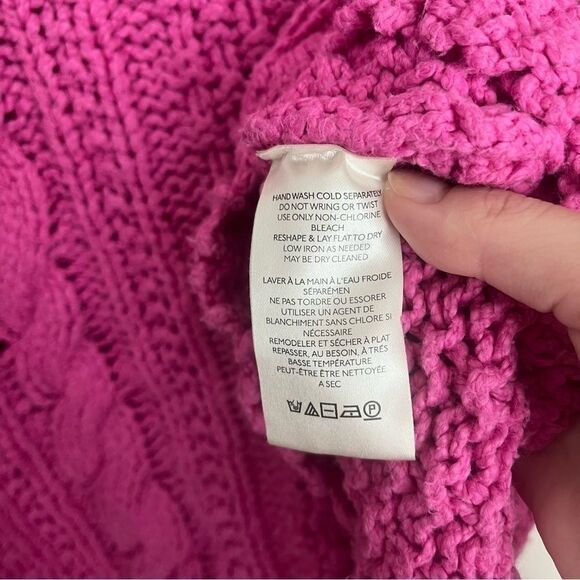 HAND WASH COLD SEPARATELY
DO NOT WRING OR TWIST
USE ONLY NON-CHLORINE
BLEACH
RESHAPE & LAY FLAT TO DRY
LOW IRON AS NEEDED
MAY BE DRY CLEANED
LAVER À LA MAIN À L'EAU FROIDE
SÉPARÉMEN
NE PAS TORDRE OU ESSORER
UTILISER UN AGENT DE
BLANCHIMENT SANS CHLORE SI
NÉCESSAIRE
REMODELER ET SÉCHER À PLAT
REPASSER, AU BESOIN, À TRÉS
BASSE TEMPÉRATURE
PEUT-ÊTRE ÊTRE NETTOYÉE
A SEC
P